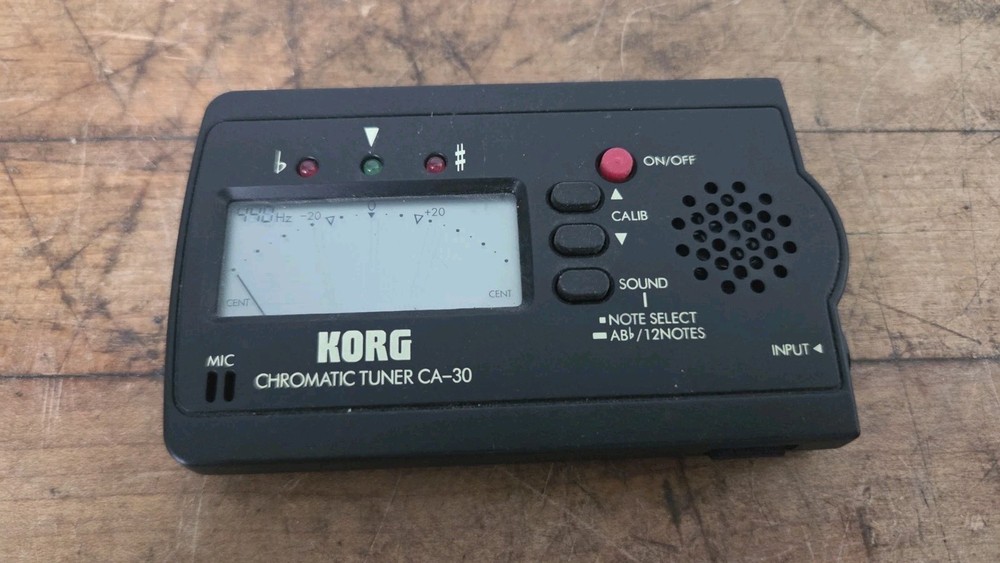 ♭ ♯
ON/OFF
440Hz -20 0 +20
CALIB
CENT CENT
SOUND
NOTE SELECT
AB♭/12NOTES
KORG
INPUT
MIC
CHROMATIC TUNER CA-30